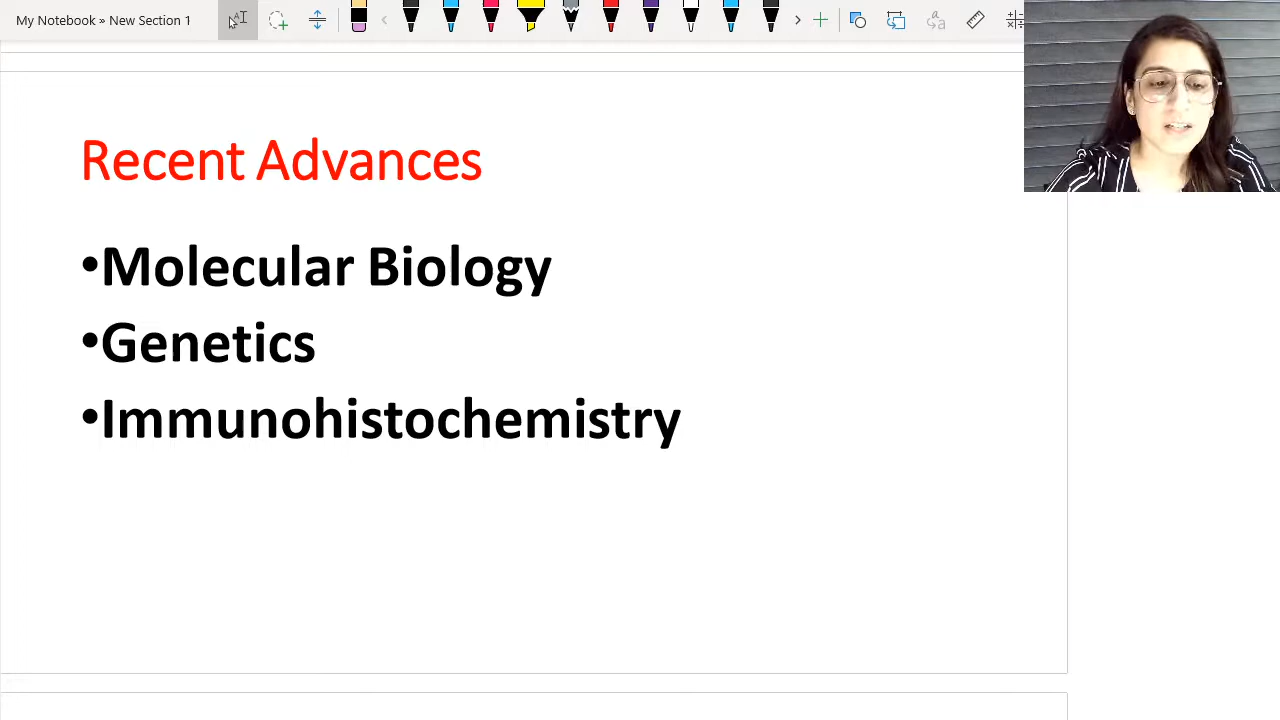 My Notebook » New Section 1
Recent Advances
•Molecular Biology
•Genetics
•Immunohistochemistry